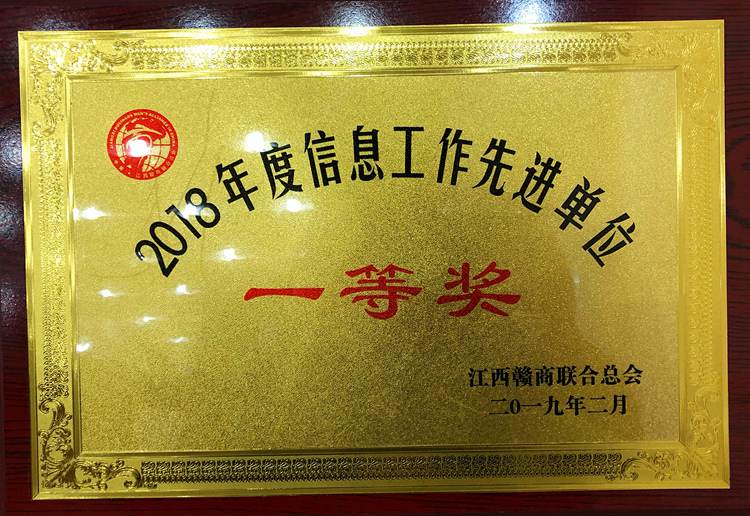 2018年度信息工作先进单位
一等奖
江西赣商联合总会
二0一九年二月